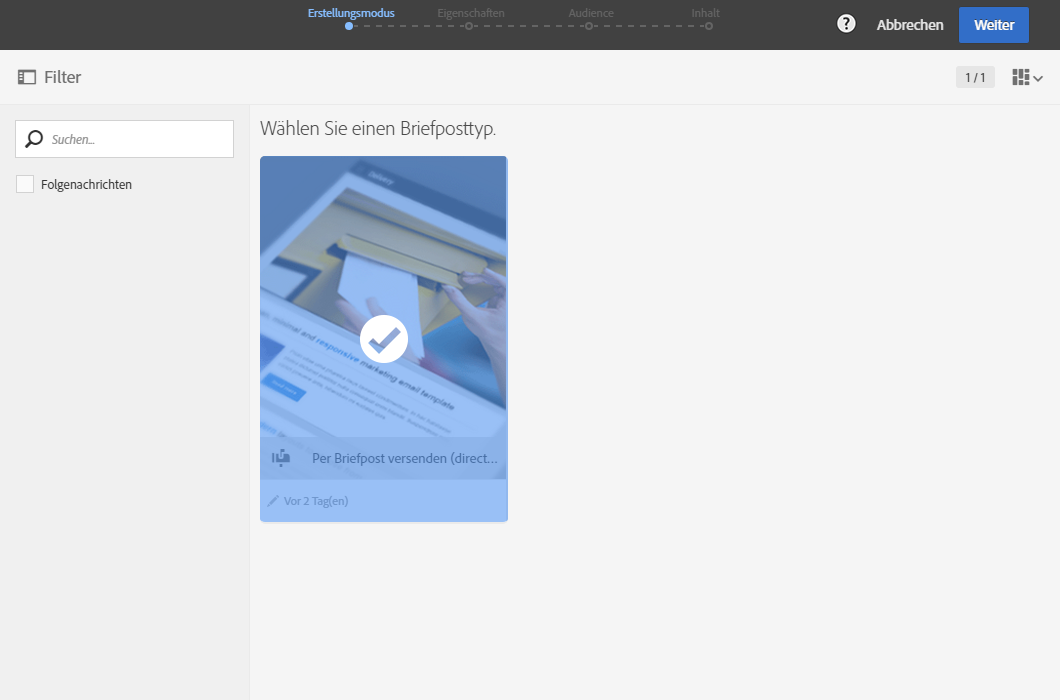 Erstellungsmodus
Eigenschaften
Audience
Inhalt
?
Abbrechen
Weiter
Filter
1 / 1
Suchen...
Folgenachrichten
Wählen Sie einen Briefposttyp.
Delivery
minimal and responsive marketing email template
Per Briefpost versenden (direct...
Vor 2 Tag(en)